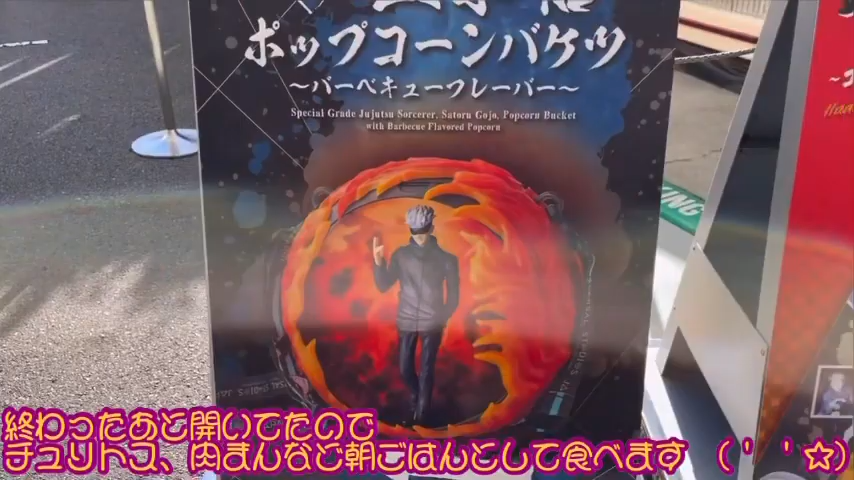 ポップコーンバケツ
～バーベキューフレーバー～
Special Grade Jujutsu Sorcerer, Satoru Gojo, Popcorn Bucket
with Barbecue Flavored Popcorn
終わったあと開いてたので
チュリトス、肉まんなど朝ごはんとして食べます （＇ ＇☆）